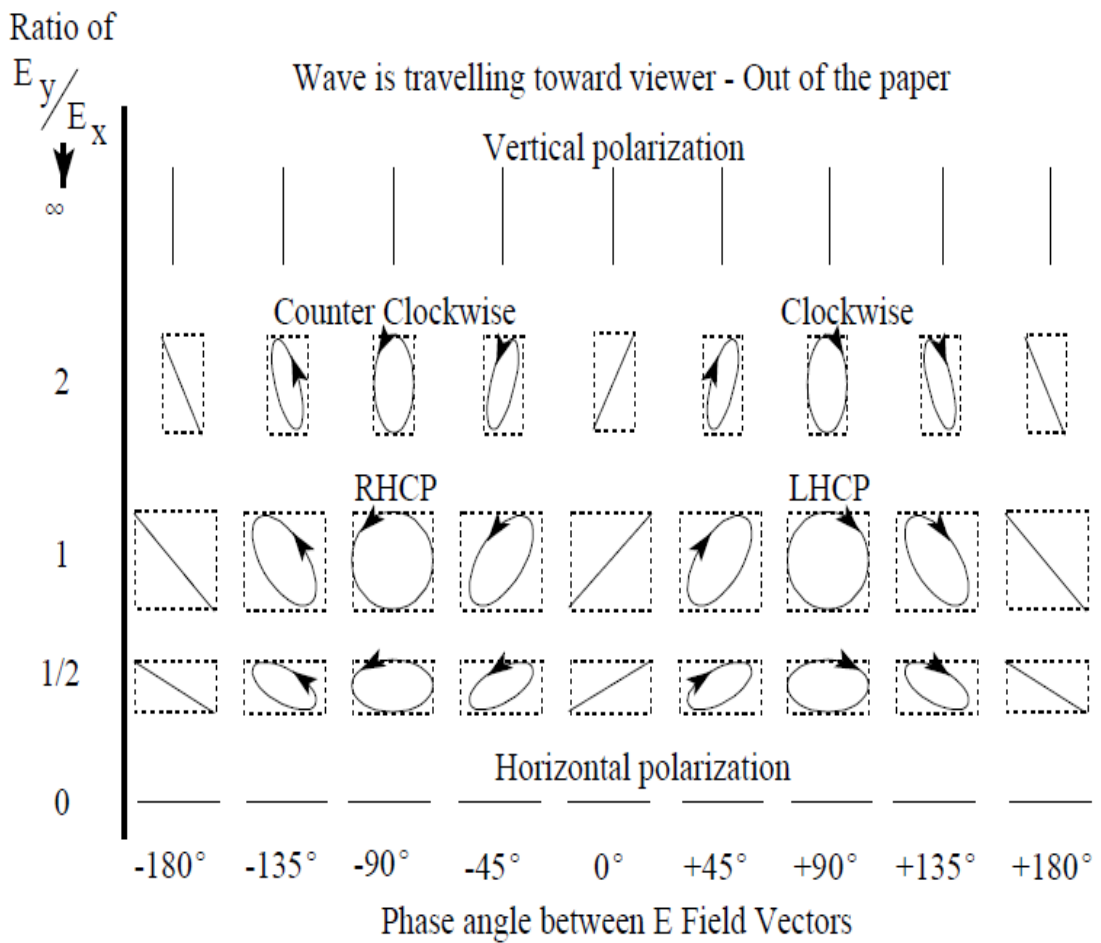 Ratio of
E y/E x
Wave is travelling toward viewer - Out of the paper
Vertical polarization
∞
Counter Clockwise Clockwise
2
RHCP LHCP
1
1/2
Horizontal polarization
0
-180° -135° -90° -45° 0° +45° +90° +135° +180°
Phase angle between E Field Vectors